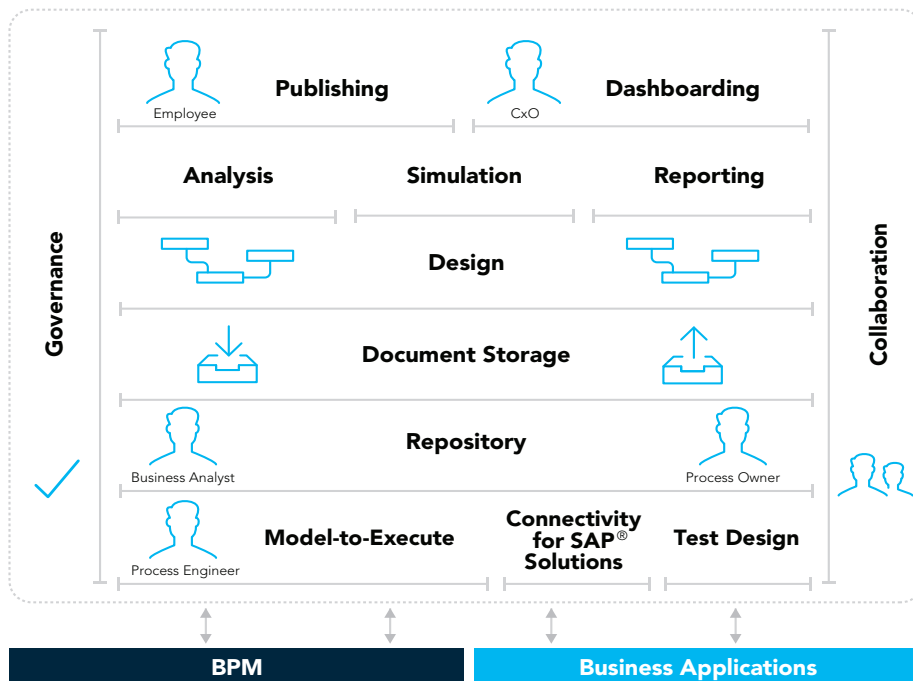 Publishing
Employee
Dashboarding
CxO
Analysis
Simulation
Reporting
Governance
Design
Collaboration
Document Storage
Repository
Business Analyst
Process Owner
Model-to-Execute
Process Engineer
Connectivity
for SAP®
Solutions
Test Design
BPM
Business Applications